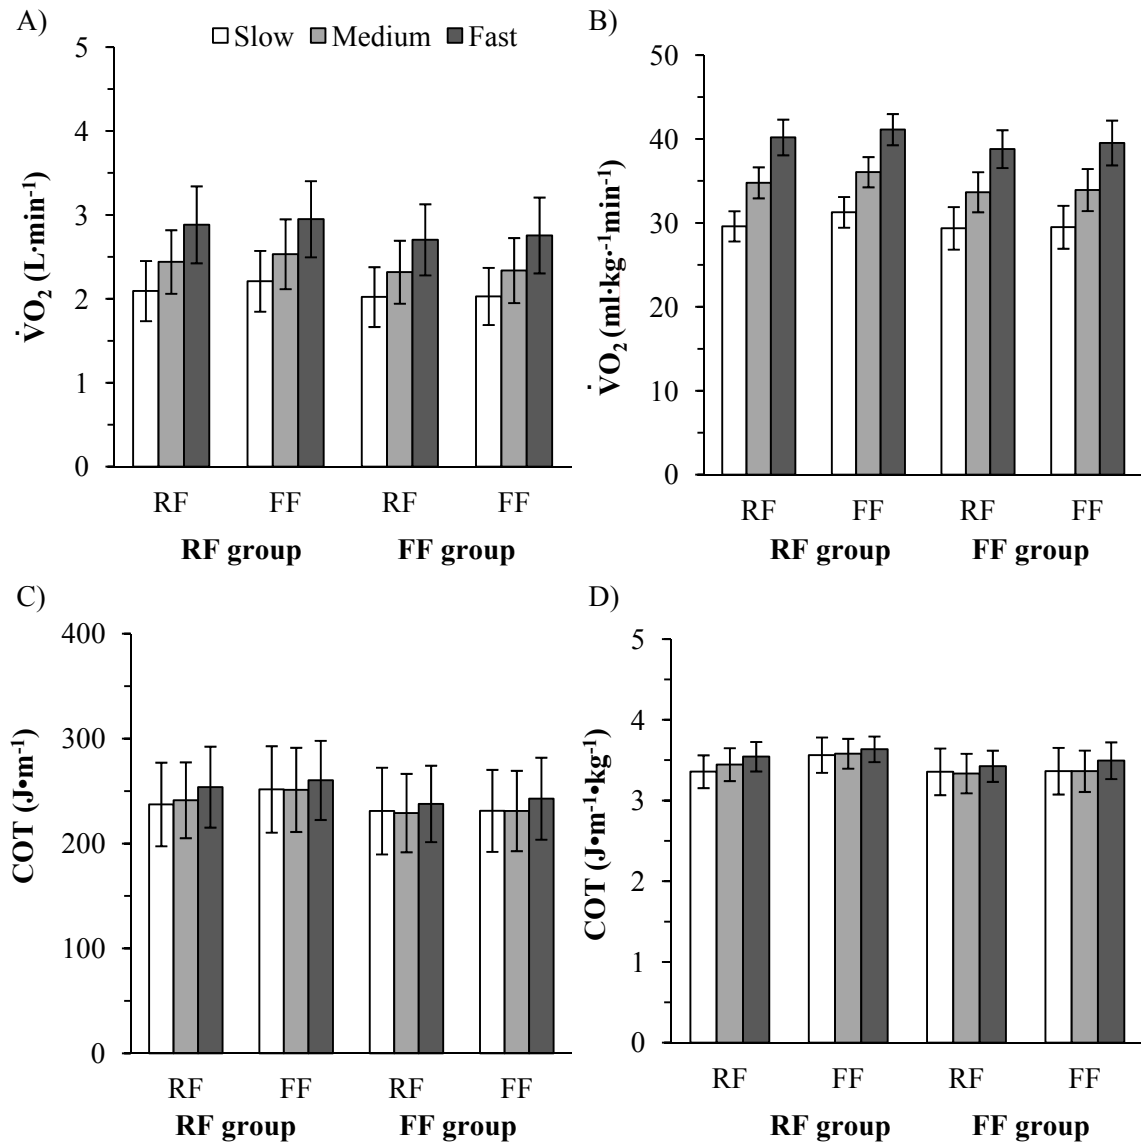 A)
Slow Medium Fast
5
4
3
2
1
0
V̇O₂ (L·min⁻¹)
RF FF RF FF
RF group FF group
B)
50
40
30
20
10
0
V̇O₂ (ml·kg·⁻¹min⁻¹)
RF FF RF FF
RF group FF group
C)
400
300
200
100
0
COT (J•m⁻¹)
RF FF RF FF
RF group FF group
D)
5
4
3
2
1
0
COT (J•m⁻¹•kg⁻¹)
RF FF RF FF
RF group FF group